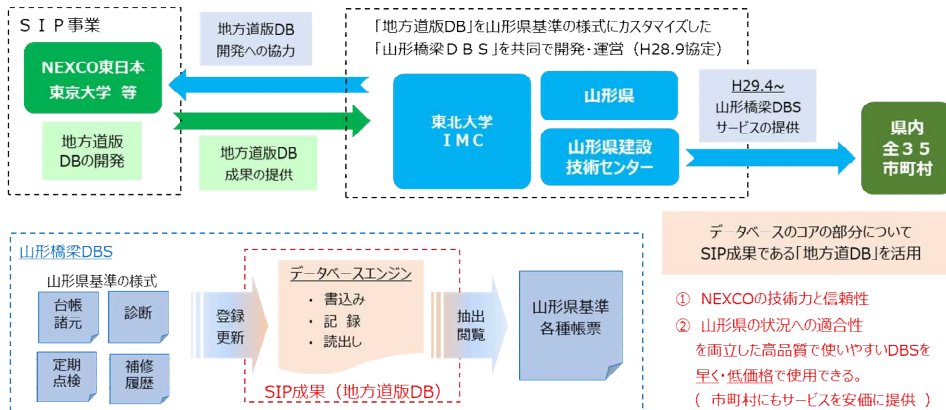 ＳＩＰ事業
NEXCO東日本
東京大学 等
地方道版
DBの開発
地方道版DB
開発への協力
地方道版DB
成果の提供
「地方道版DB」を山形県基準の様式にカスタマイズした
「山形橋梁ＤＢＳ」を共同で開発・運営（H28.9協定）
東北大学
ＩＭＣ
山形県
山形県建設
技術センター
H29.4~
山形橋梁DBS
サービスの提供
県内
全３５
市町村
山形橋梁DBS
山形県基準の様式
台帳
諸元
診断
定期
点検
補修
履歴
登録
更新
データベースエンジン
・ 書込み
・ 記 録
・ 読出し
SIP成果（地方道版DB）
抽出
閲覧
山形県基準
各種帳票
データベースのコアの部分について
SIP成果である「地方道DB」を活用
① NEXCOの技術力と信頼性
② 山形県の状況への適合性
を両立した高品質で使いやすいDBSを
早く・低価格で使用できる。
（ 市町村にもサービスを安価に提供 ）